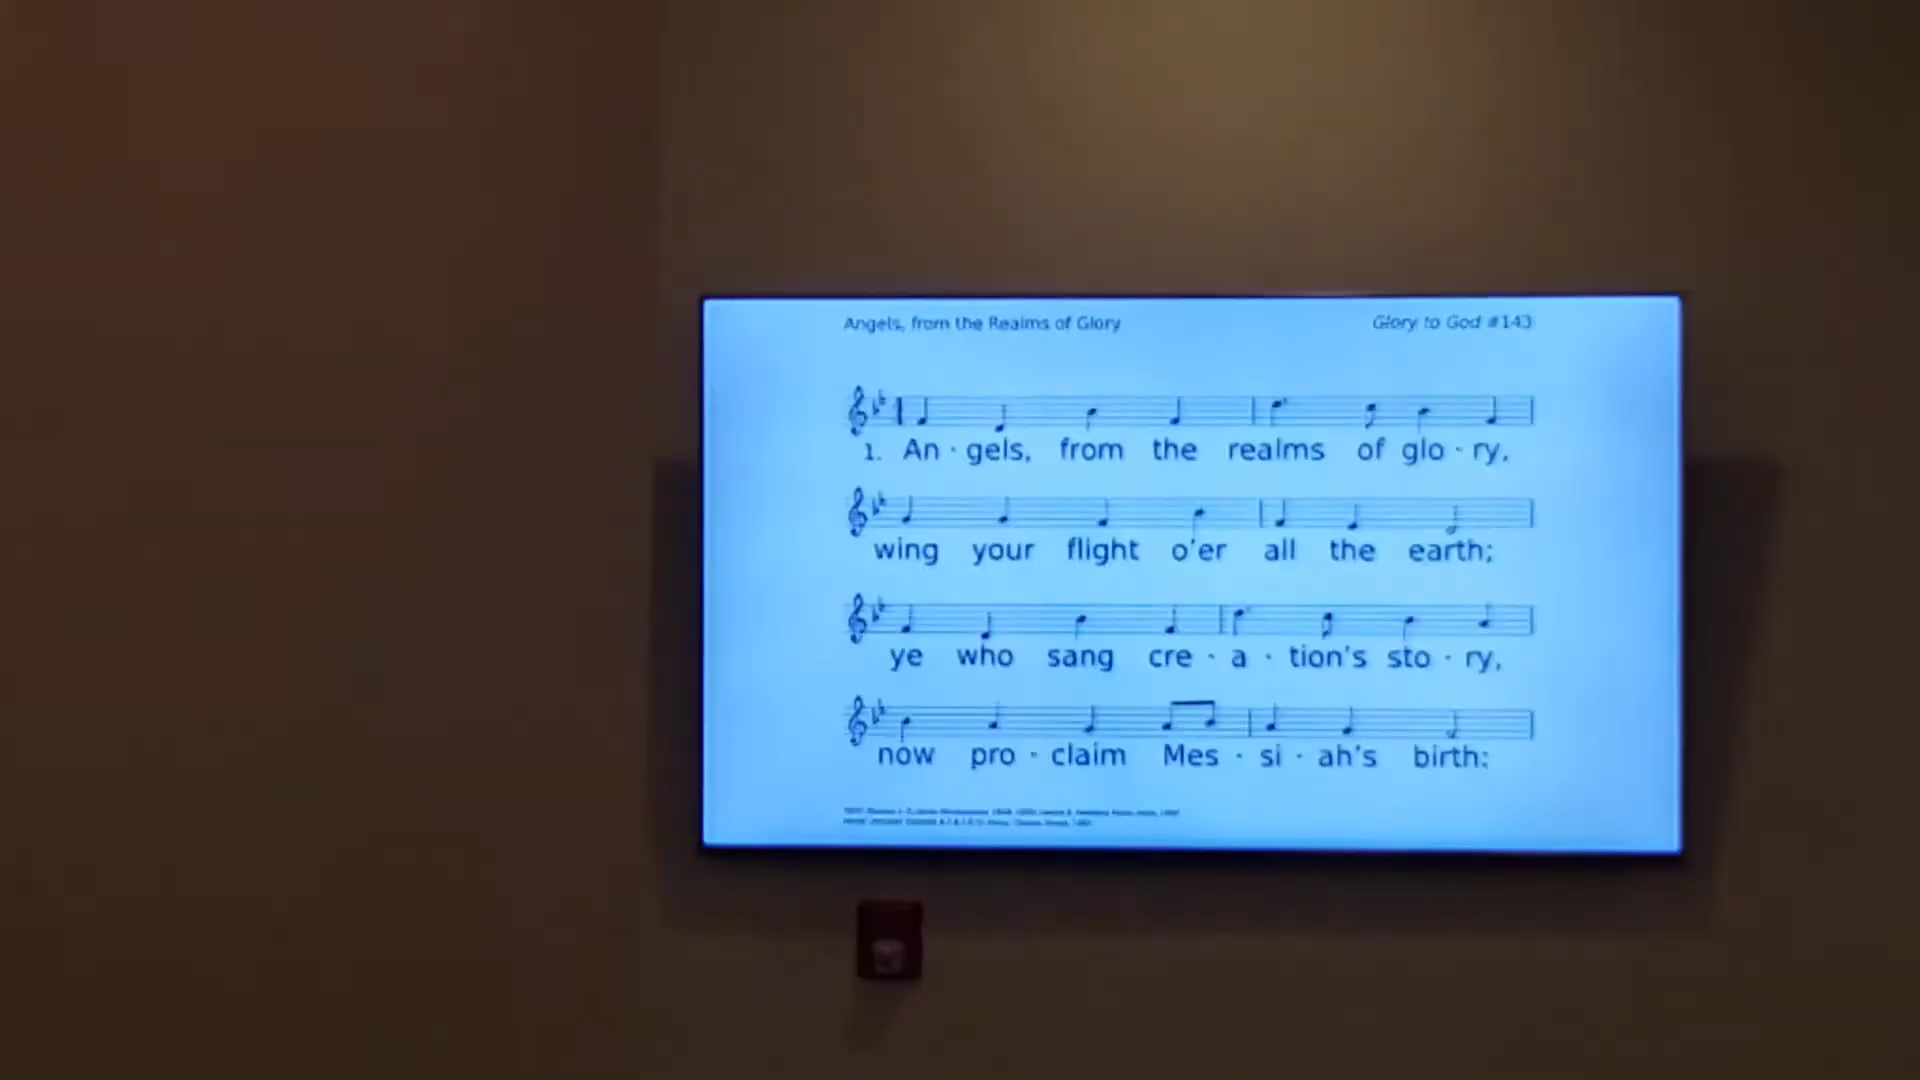 Angels, from the Realms of Glory
Glory to God #143
1. An · gels, from the realms of glo · ry,
wing your flight o'er all the earth;
ye who sang cre · a · tion's sto · ry,
now pro · claim Mes · si · ah's birth: